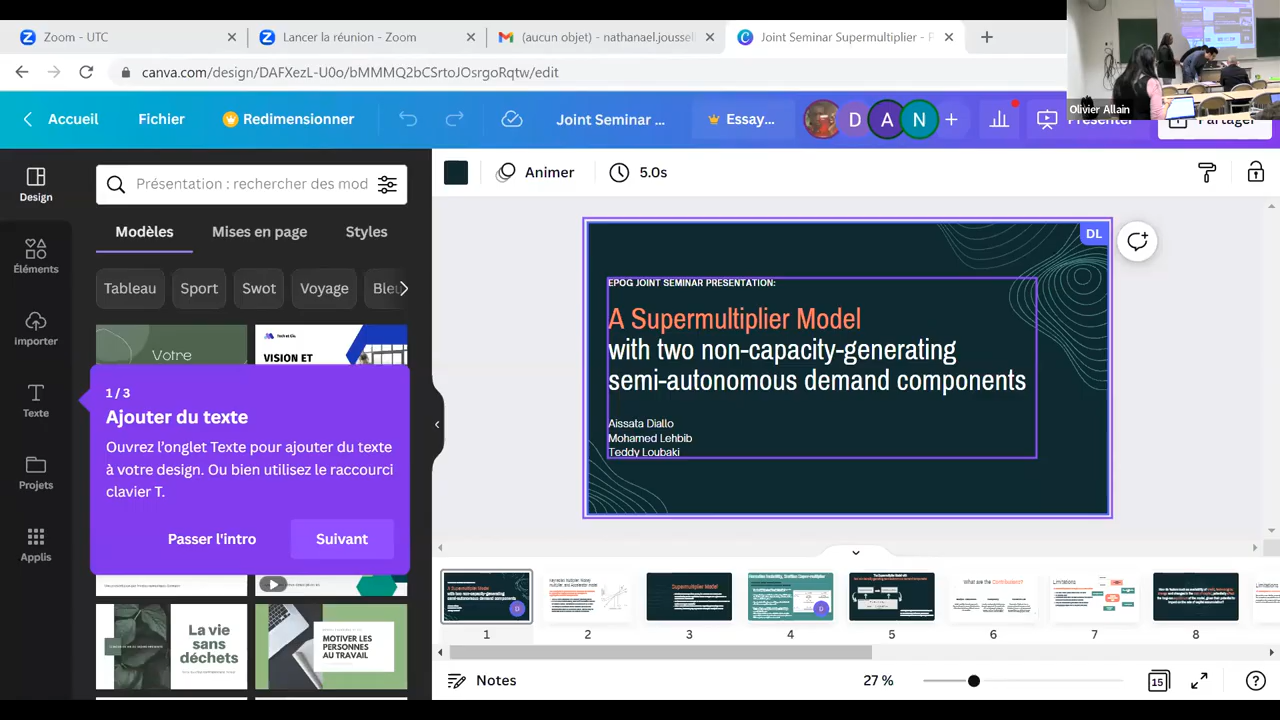 Zoom - UTC
Lancer la réunion - Zoom
(aucun objet) - nathanael.joussel
Joint Seminar Supermultiplier - P
canva.com/design/DAFXezL-U0o/bMMMQ2bCSrtoJOsrgoRqtw/edit
Olivier Allain
Accueil
Fichier
Redimensionner
Joint Seminar ...
Essay...
D
A
N
Présenter
Partager
Design
Présentation : rechercher des mod
Animer
5.0s
Modèles
Mises en page
Styles
Tableau
Sport
Swot
Voyage
Bleu
Éléments
Importer
Texte
Projets
Applis
Votre
VISION ET
1 / 3
Ajouter du texte
Ouvrez l'onglet Texte pour ajouter du texte
à votre design. Ou bien utilisez le raccourci
clavier T.
Passer l'intro
Suivant
La vie
sans
déchets
MOTIVER LES
PERSONNES
AU TRAVAIL
DL
EPOG JOINT SEMINAR PRESENTATION:
A Supermultiplier Model
with two non-capacity-generating
semi-autonomous demand components
Aissata Diallo
Mohamed Lehbib
Teddy Loubaki
Supermultiplier Model
What are the Contributions?
Limitations
1
2
3
4
5
6
7
8
Notes
27 %
15